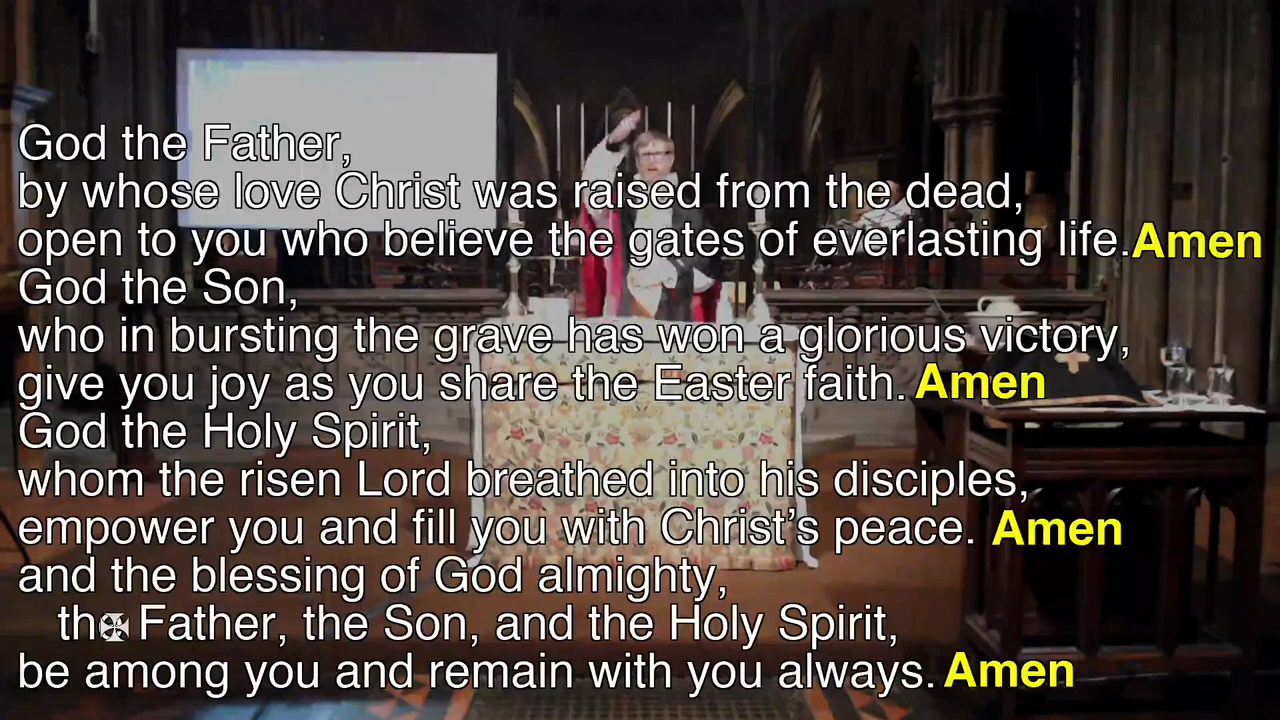 God the Father,
by whose love Christ was raised from the dead,
open to you who believe the gates of everlasting life. Amen
God the Son,
who in bursting the grave has won a glorious victory,
give you joy as you share the Easter faith. Amen
God the Holy Spirit,
whom the risen Lord breathed into his disciples,
empower you and fill you with Christ’s peace. Amen
and the blessing of God almighty,
the Father, the Son, and the Holy Spirit,
be among you and remain with you always. Amen